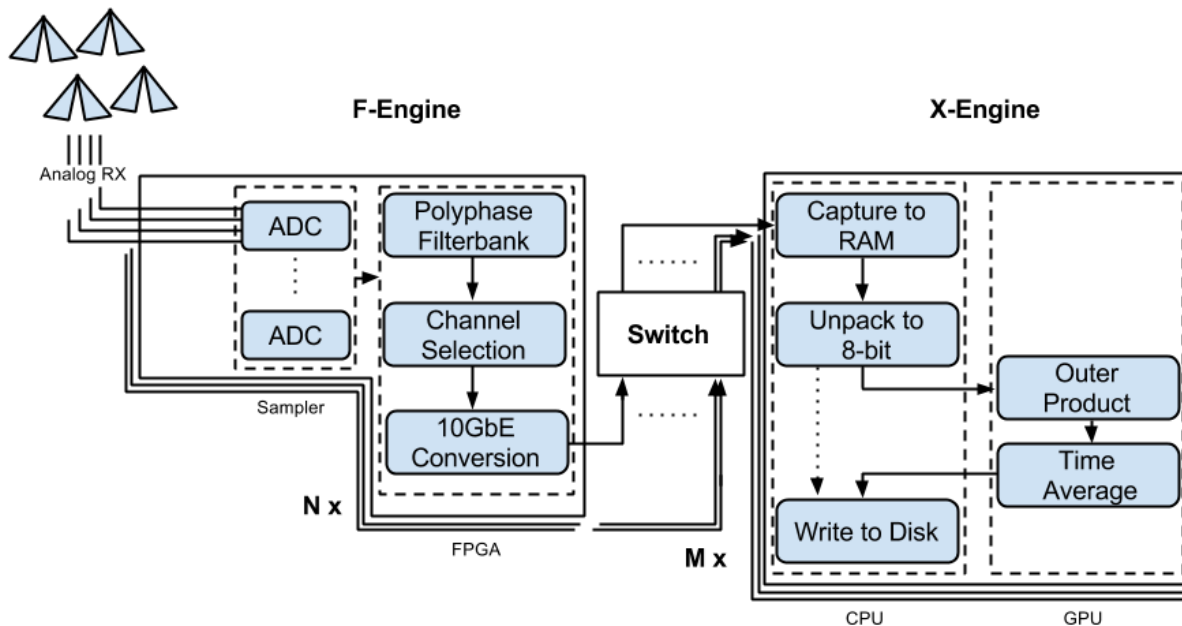 F-Engine
X-Engine
Analog RX
ADC
ADC
Sampler
Polyphase
Filterbank
Channel
Selection
10GbE
Conversion
N x
FPGA
Switch
M x
Capture to
RAM
Unpack to
8-bit
Write to Disk
CPU
Outer
Product
Time
Average
GPU